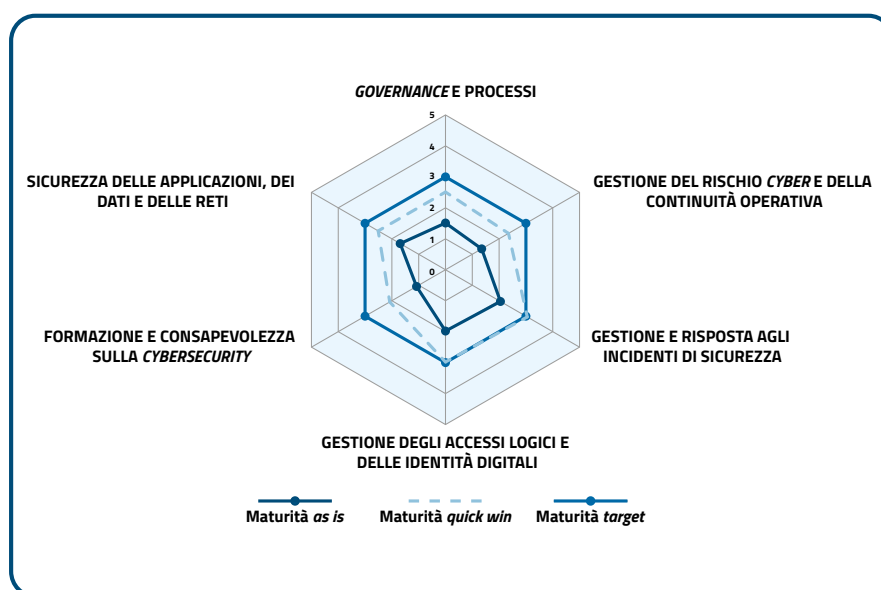 GOVERNANCE E PROCESSI
5
4
3
2
1
0
SICUREZZA DELLE APPLICAZIONI, DEI
DATI E DELLE RETI
GESTIONE DEL RISCHIO CYBER E DELLA
CONTINUITÀ OPERATIVA
FORMAZIONE E CONSAPEVOLEZZA
SULLA CYBERSECURITY
GESTIONE E RISPOSTA AGLI
INCIDENTI DI SICUREZZA
GESTIONE DEGLI ACCESSI LOGICI E
DELLE IDENTITÀ DIGITALI
Maturità as is
Maturità quick win
Maturità target